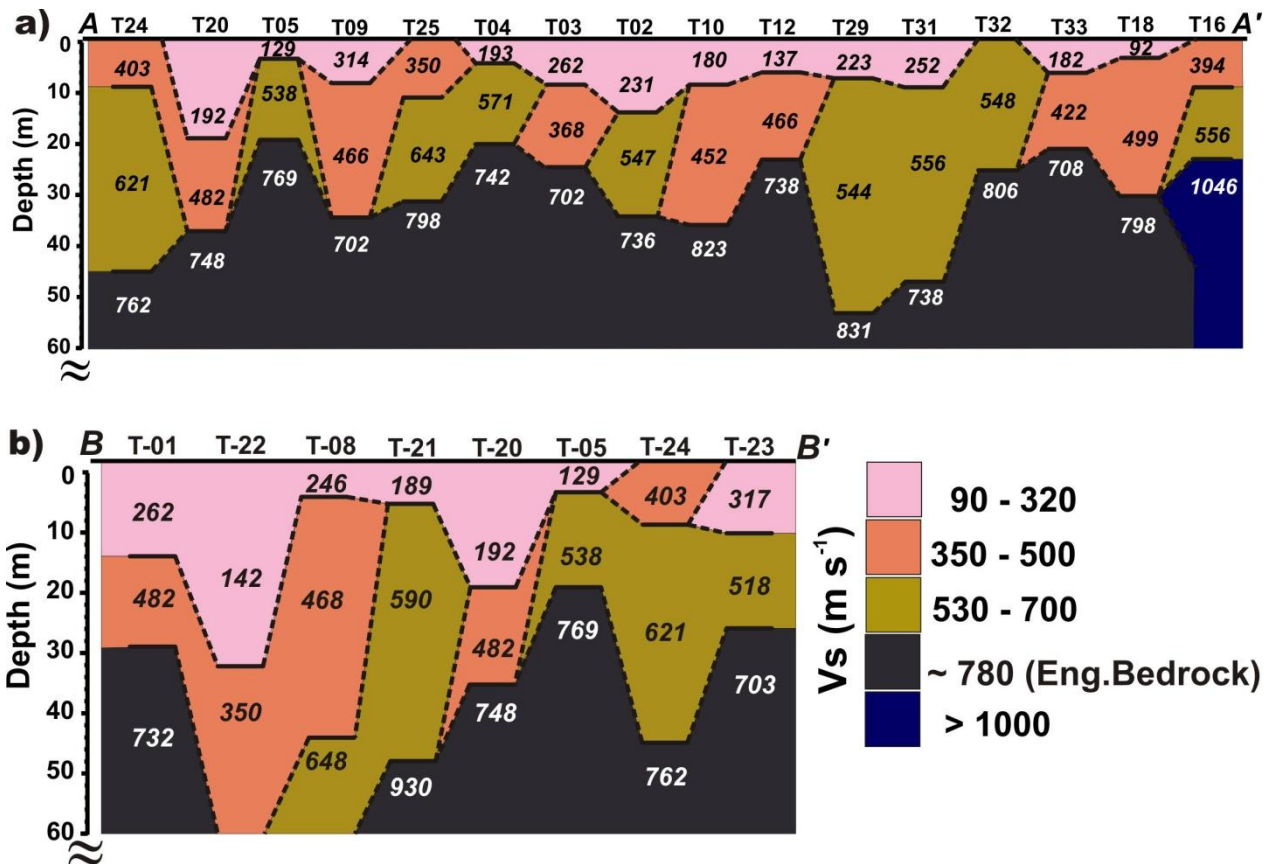 a) A T24 T20 T05 T09 T25 T04 T03 T02 T10 T12 T29 T31 T32 T33 T18 T16 A'
0 129 314 193 262 180 137 223 252 182 92
403 538 350 231 394
10 192 571 548 422
Depth (m) 20 368 466 499 556
621 482 769 466 643 742 547 452 544 556 708 1046
30 702 738 806
798 736 798
40 748 702 823
50 762 738
831
60
≈
b) B T-01 T-22 T-08 T-21 T-20 T-05 T-24 T-23 B'
0 246 189 129 403 317
262
10 192 538
142 518
Depth (m) 20 482 468 590
621
30 482 769
350 748 703
40 732
648
50 930 762
60
≈
Vs (m s⁻¹)
90 - 320
350 - 500
530 - 700
~ 780 (Eng.Bedrock)
> 1000